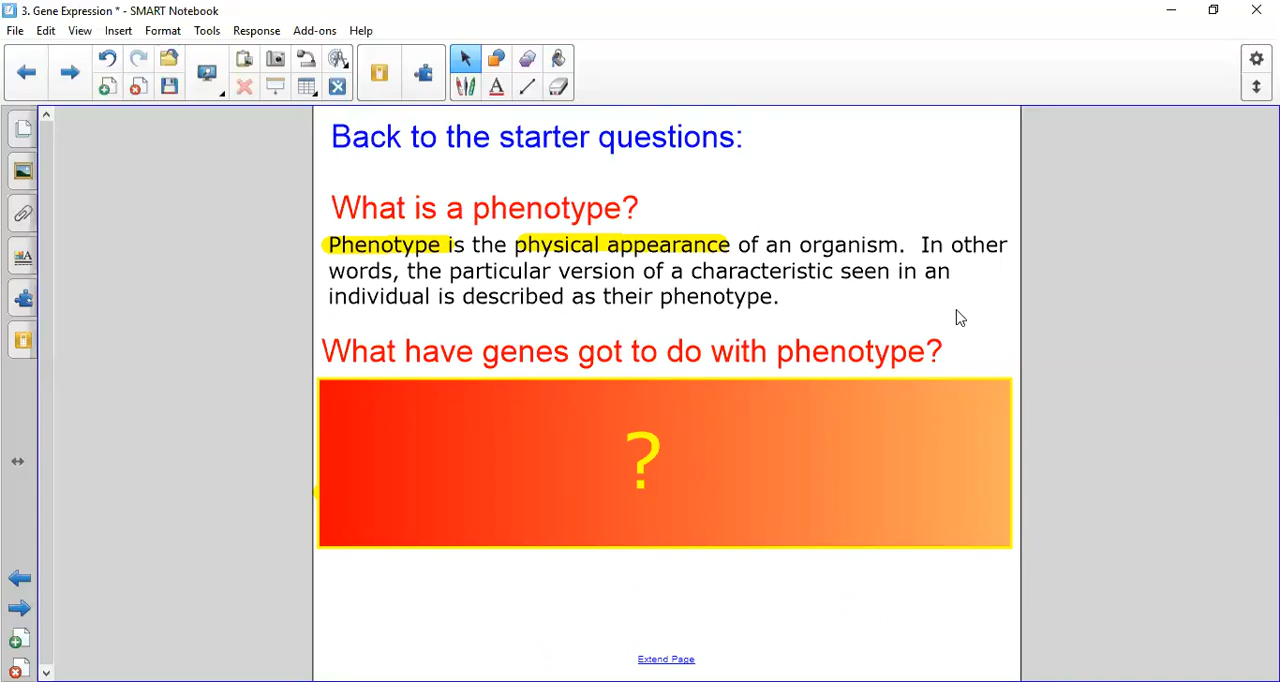 3. Gene Expression * - SMART Notebook
File Edit View Insert Format Tools Response Add-ons Help
Back to the starter questions:
What is a phenotype?
Phenotype is the physical appearance of an organism. In other
words, the particular version of a characteristic seen in an
individual is described as their phenotype.
What have genes got to do with phenotype?
?
Extend Page